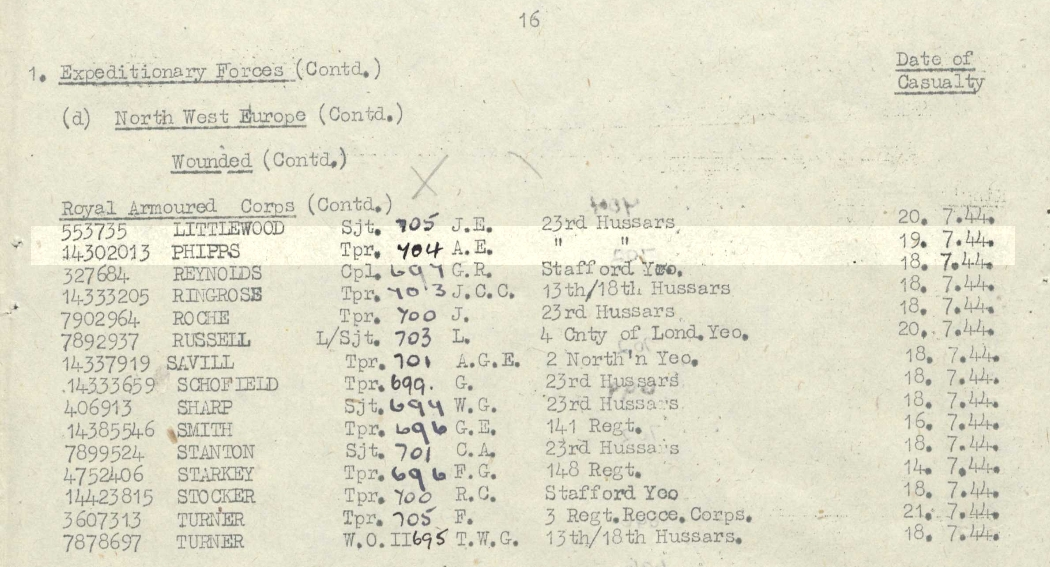 16
1. Expeditionary Forces (Contd.)
Date of
Casualty
(d) North West Europe (Contd.)
Wounded (Contd.)
Royal Armoured Corps (Contd.)
553735 LITTLEWOOD Sjt. 705 J.E. 23rd Hussars 20. 7.44.
14302013 PHIPPS Tpr. 704 A.E. " " 19. 7.44.
327684 REYNOLDS Cpl. 697 G.R. Stafford Yeo. 18. 7.44.
14333205 RINGROSE Tpr. 703 J.C.C. 13th/18th Hussars 18. 7.44.
7902964 ROCHE Tpr. 700 J. 23rd Hussars 18. 7.44.
7892937 RUSSELL L/Sjt. 703 L. 4 Cnty of Lond.Yeo. 20. 7.44.
14337919 SAVILL Tpr. 701 A.G.E. 2 North'n Yeo. 18. 7.44.
14333659 SCHOFIELD Tpr. 699. G. 23rd Hussars 18. 7.44.
406913 SHARP Sjt. 694 W.G. 23rd Hussars 18. 7.44.
14385546 SMITH Tpr. 696 G.E. 141 Regt. 16. 7.44.
7899524 STANTON Sjt. 701 C.A. 23rd Hussars 18. 7.44.
4752406 STARKEY Tpr. 696 F.G. 148 Regt. 14. 7.44.
14423815 STOCKER Tpr. 700 R.C. Stafford Yeo 18. 7.44.
3607313 TURNER Tpr. 705 F. 3 Regt.Recce.Corps. 21. 7.44.
7878697 TURNER W.O.II 695 T.W.G. 13th/18th Hussars. 18. 7.44.